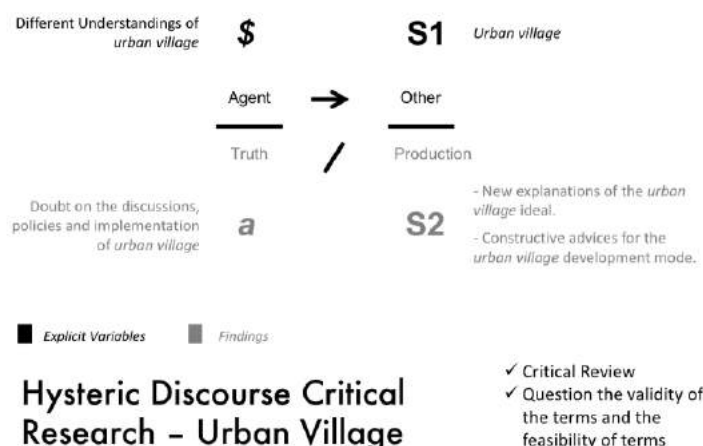 Different Understandings of
urban village
$
S1
Urban village
Agent
→
Other
Truth
/
Production
Doubt on the discussions,
policies and implementation
of urban village
a
S2
- New explanations of the urban
village ideal.
- Constructive advices for the
urban village development mode.
Explicit Variables
Findings
Hysteric Discourse Critical
Research – Urban Village
✓ Critical Review
✓ Question the validity of
the terms and the
feasibility of terms